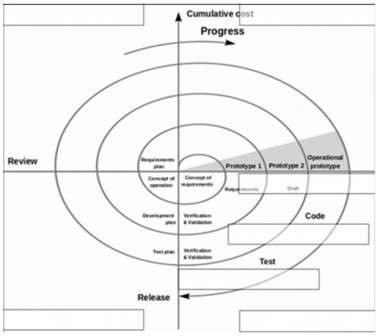 Cumulative cost
Progress
Review
Requirements
plan
Prototype 1
Prototype 2
Operational
prototype
Concept of
operation
Concept of
requirements
Requirements
Draft
Development
plan
Verification
& Validation
Code
Test plan
Verification
& Validation
Test
Release